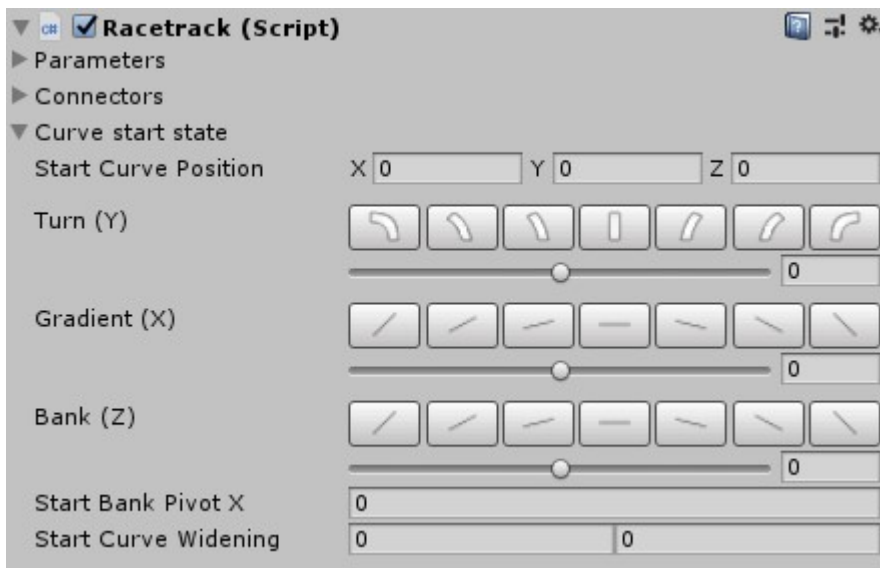 c# Racetrack (Script)
Parameters
Connectors
Curve start state
Start Curve Position X 0 Y 0 Z 0
Turn (Y)
0
Gradient (X)
0
Bank (Z)
0
Start Bank Pivot X 0
Start Curve Widening 0 0